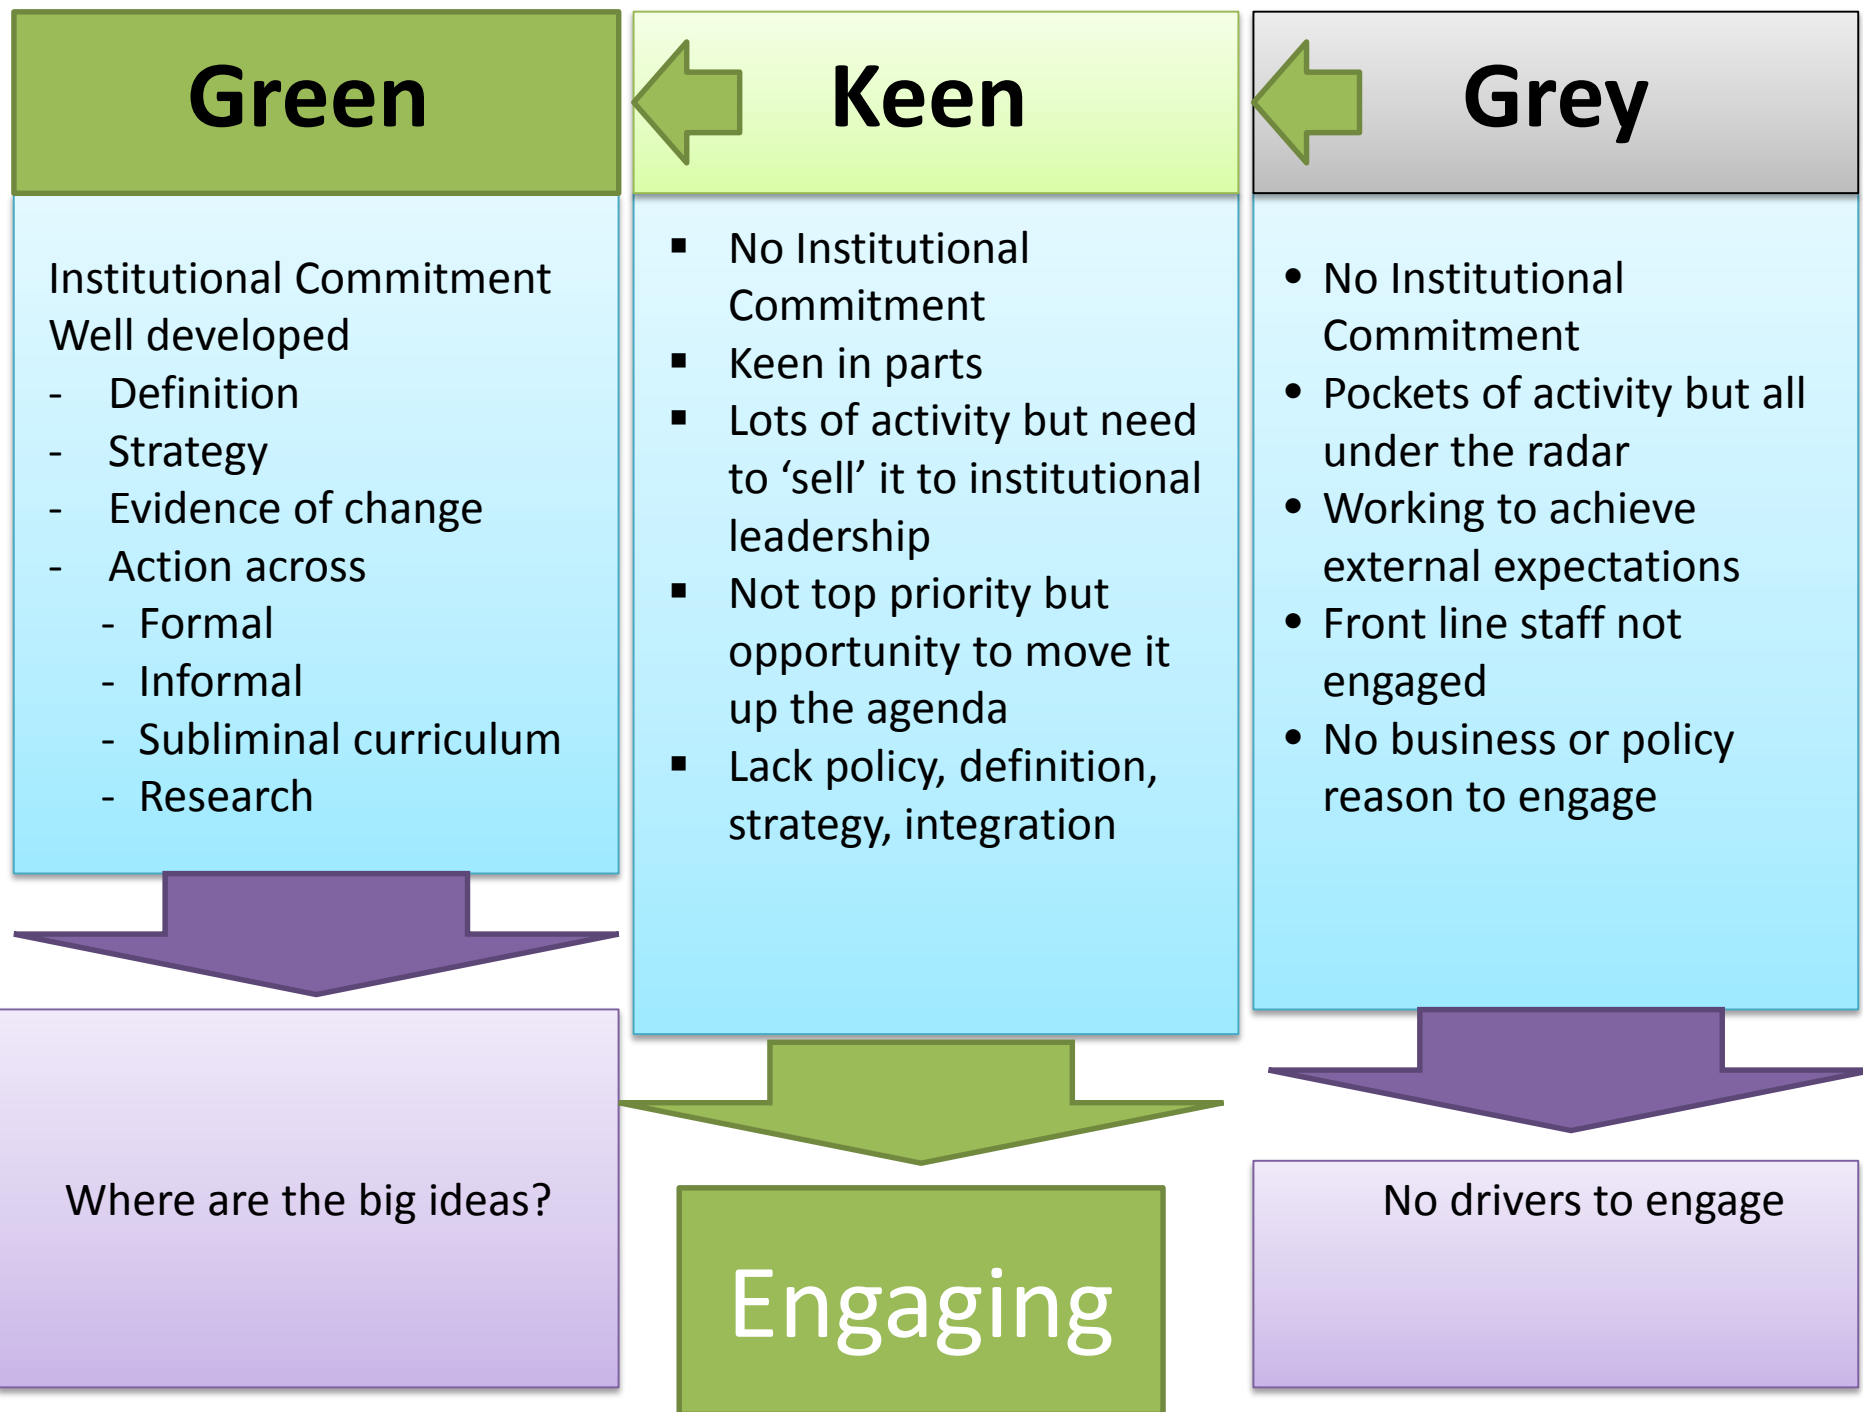 Green
Institutional Commitment
Well developed
- Definition
- Strategy
- Evidence of change
- Action across
- Formal
- Informal
- Subliminal curriculum
- Research
Where are the big ideas?
Keen
▪ No Institutional
Commitment
▪ Keen in parts
▪ Lots of activity but need
to ‘sell’ it to institutional
leadership
▪ Not top priority but
opportunity to move it
up the agenda
▪ Lack policy, definition,
strategy, integration
Engaging
Grey
• No Institutional
Commitment
• Pockets of activity but all
under the radar
• Working to achieve
external expectations
• Front line staff not
engaged
• No business or policy
reason to engage
No drivers to engage